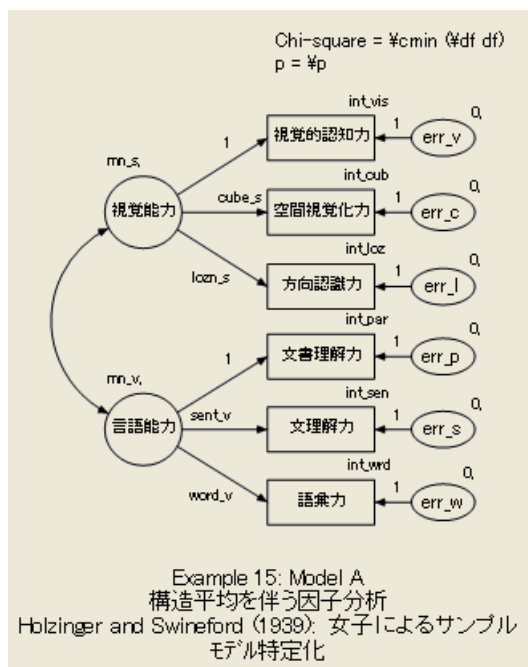 Chi-square = ¥cmin (¥df df)
p = ¥p
int_vis
0,
1
視覚的認知力
1
err_v
mn_s,
int_cub
0,
視覚能力
cube_s
空間視覚化力
1
err_c
int_loz
0,
lozn_s
方向認識力
1
err_l
int_par
0,
1
文書理解力
1
err_p
mn_v,
int_sen
0,
言語能力
sent_v
文理解力
1
err_s
int_wrd
0,
word_v
語彙力
1
err_w
Example 15: Model A
構造平均を伴う因子分析
Holzinger and Swineford (1939): 女子によるサンプル
モデル特定化